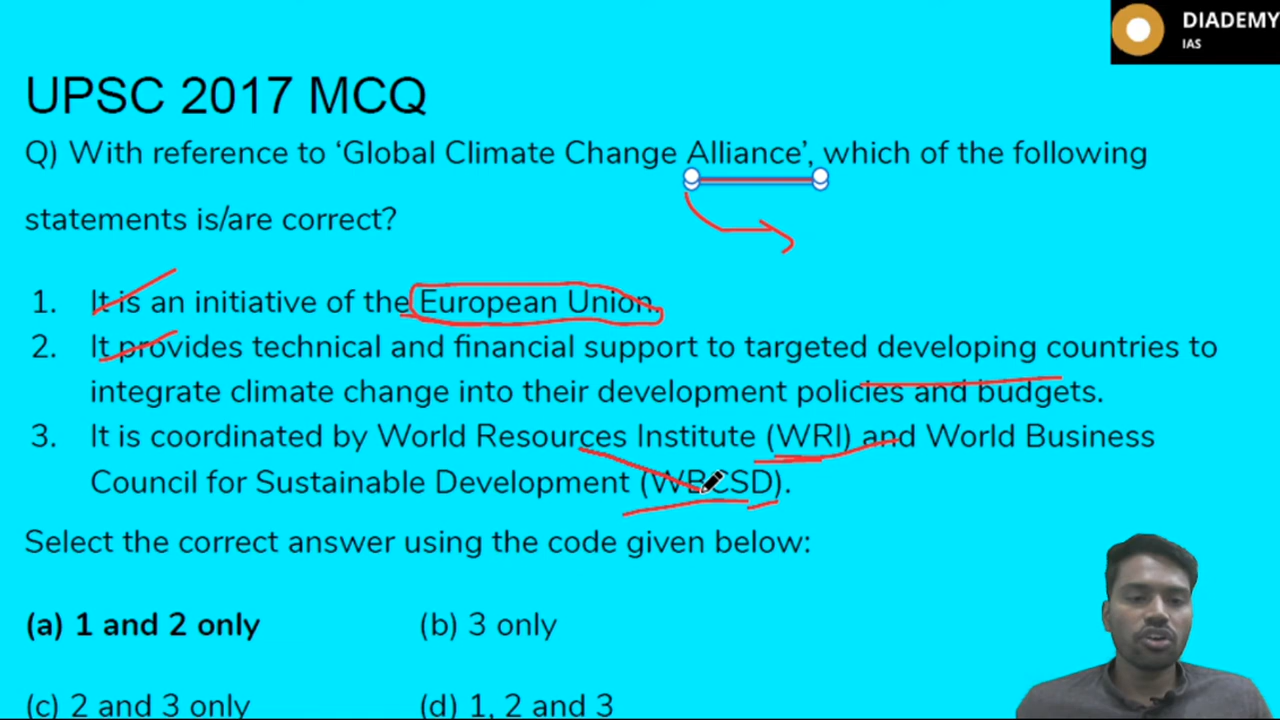 DIADEMY
IAS
UPSC 2017 MCQ
Q) With reference to ‘Global Climate Change Alliance’, which of the following
statements is/are correct?
1. It is an initiative of the European Union.
2. It provides technical and financial support to targeted developing countries to
integrate climate change into their development policies and budgets.
3. It is coordinated by World Resources Institute (WRI) and World Business
Council for Sustainable Development (WBCSD).
Select the correct answer using the code given below:
(a) 1 and 2 only (b) 3 only
(c) 2 and 3 only (d) 1, 2 and 3